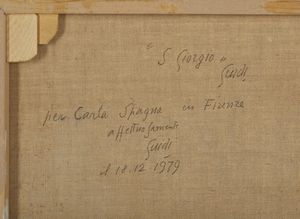 "S Giorgio"
Guidi
per Carla Spagna in Firenze
affettuosamente
Guidi
il 18.12 1979